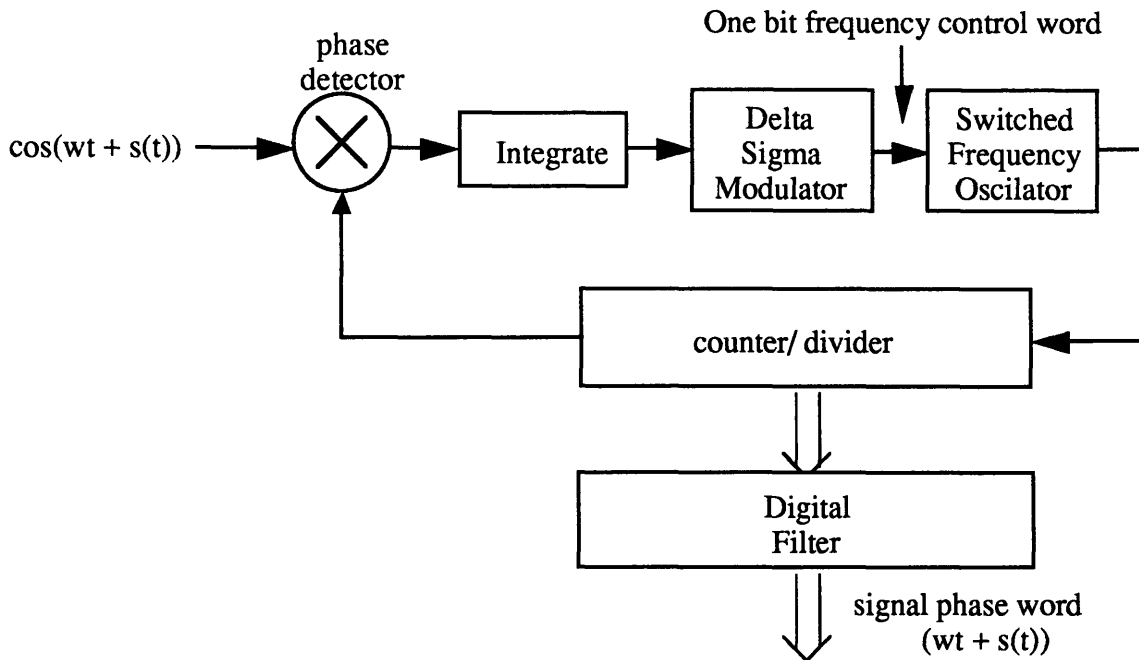 One bit frequency control word
phase
detector
cos(wt + s(t))
Integrate
Delta
Sigma
Modulator
Switched
Frequency
Oscilator
counter/ divider
Digital
Filter
signal phase word
(wt + s(t))